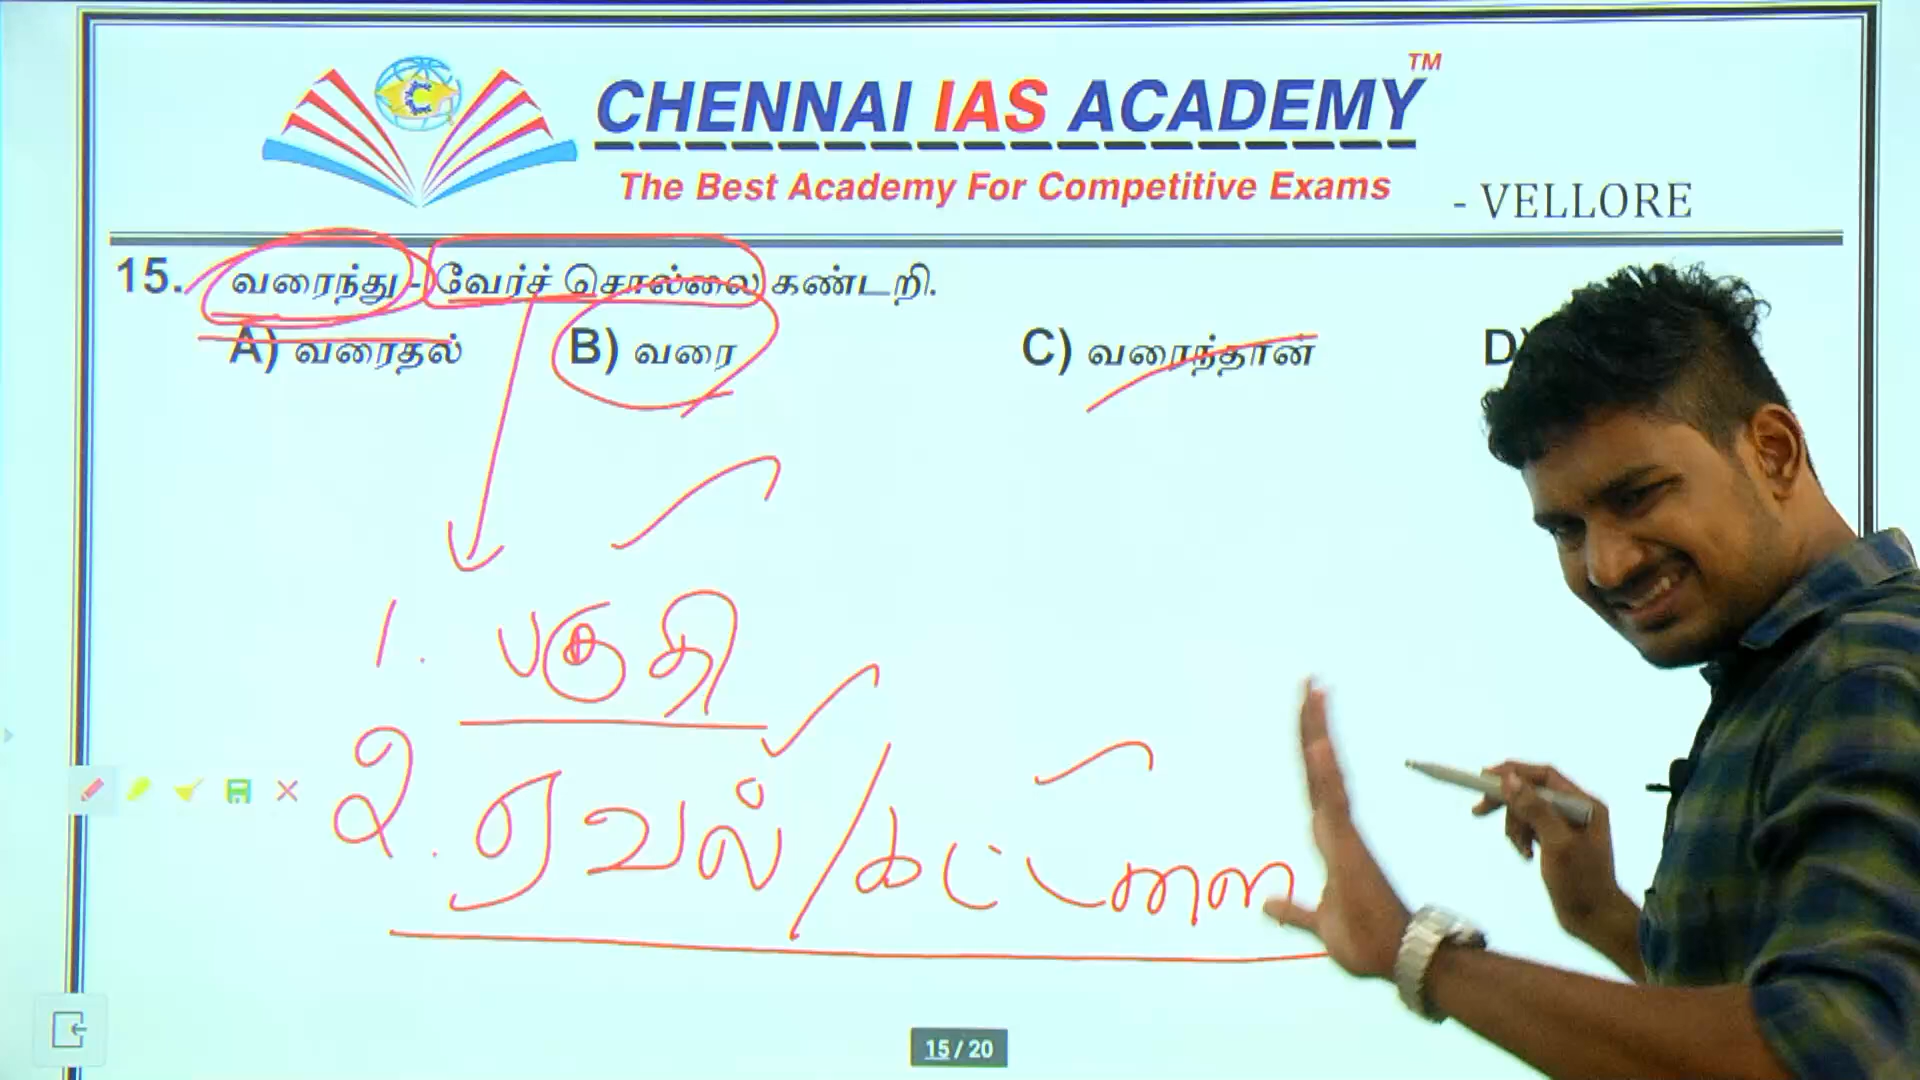 C
CHENNAI IAS ACADEMY TM
The Best Academy For Competitive Exams
- VELLORE
15. வரைந்து - வேர்ச் சொல்லை கண்டறி.
A) வரைதல் B) வரை C) வரைந்தான் D)
1. பகுதி
2. ஏவல் / கட்டளை
15 / 20